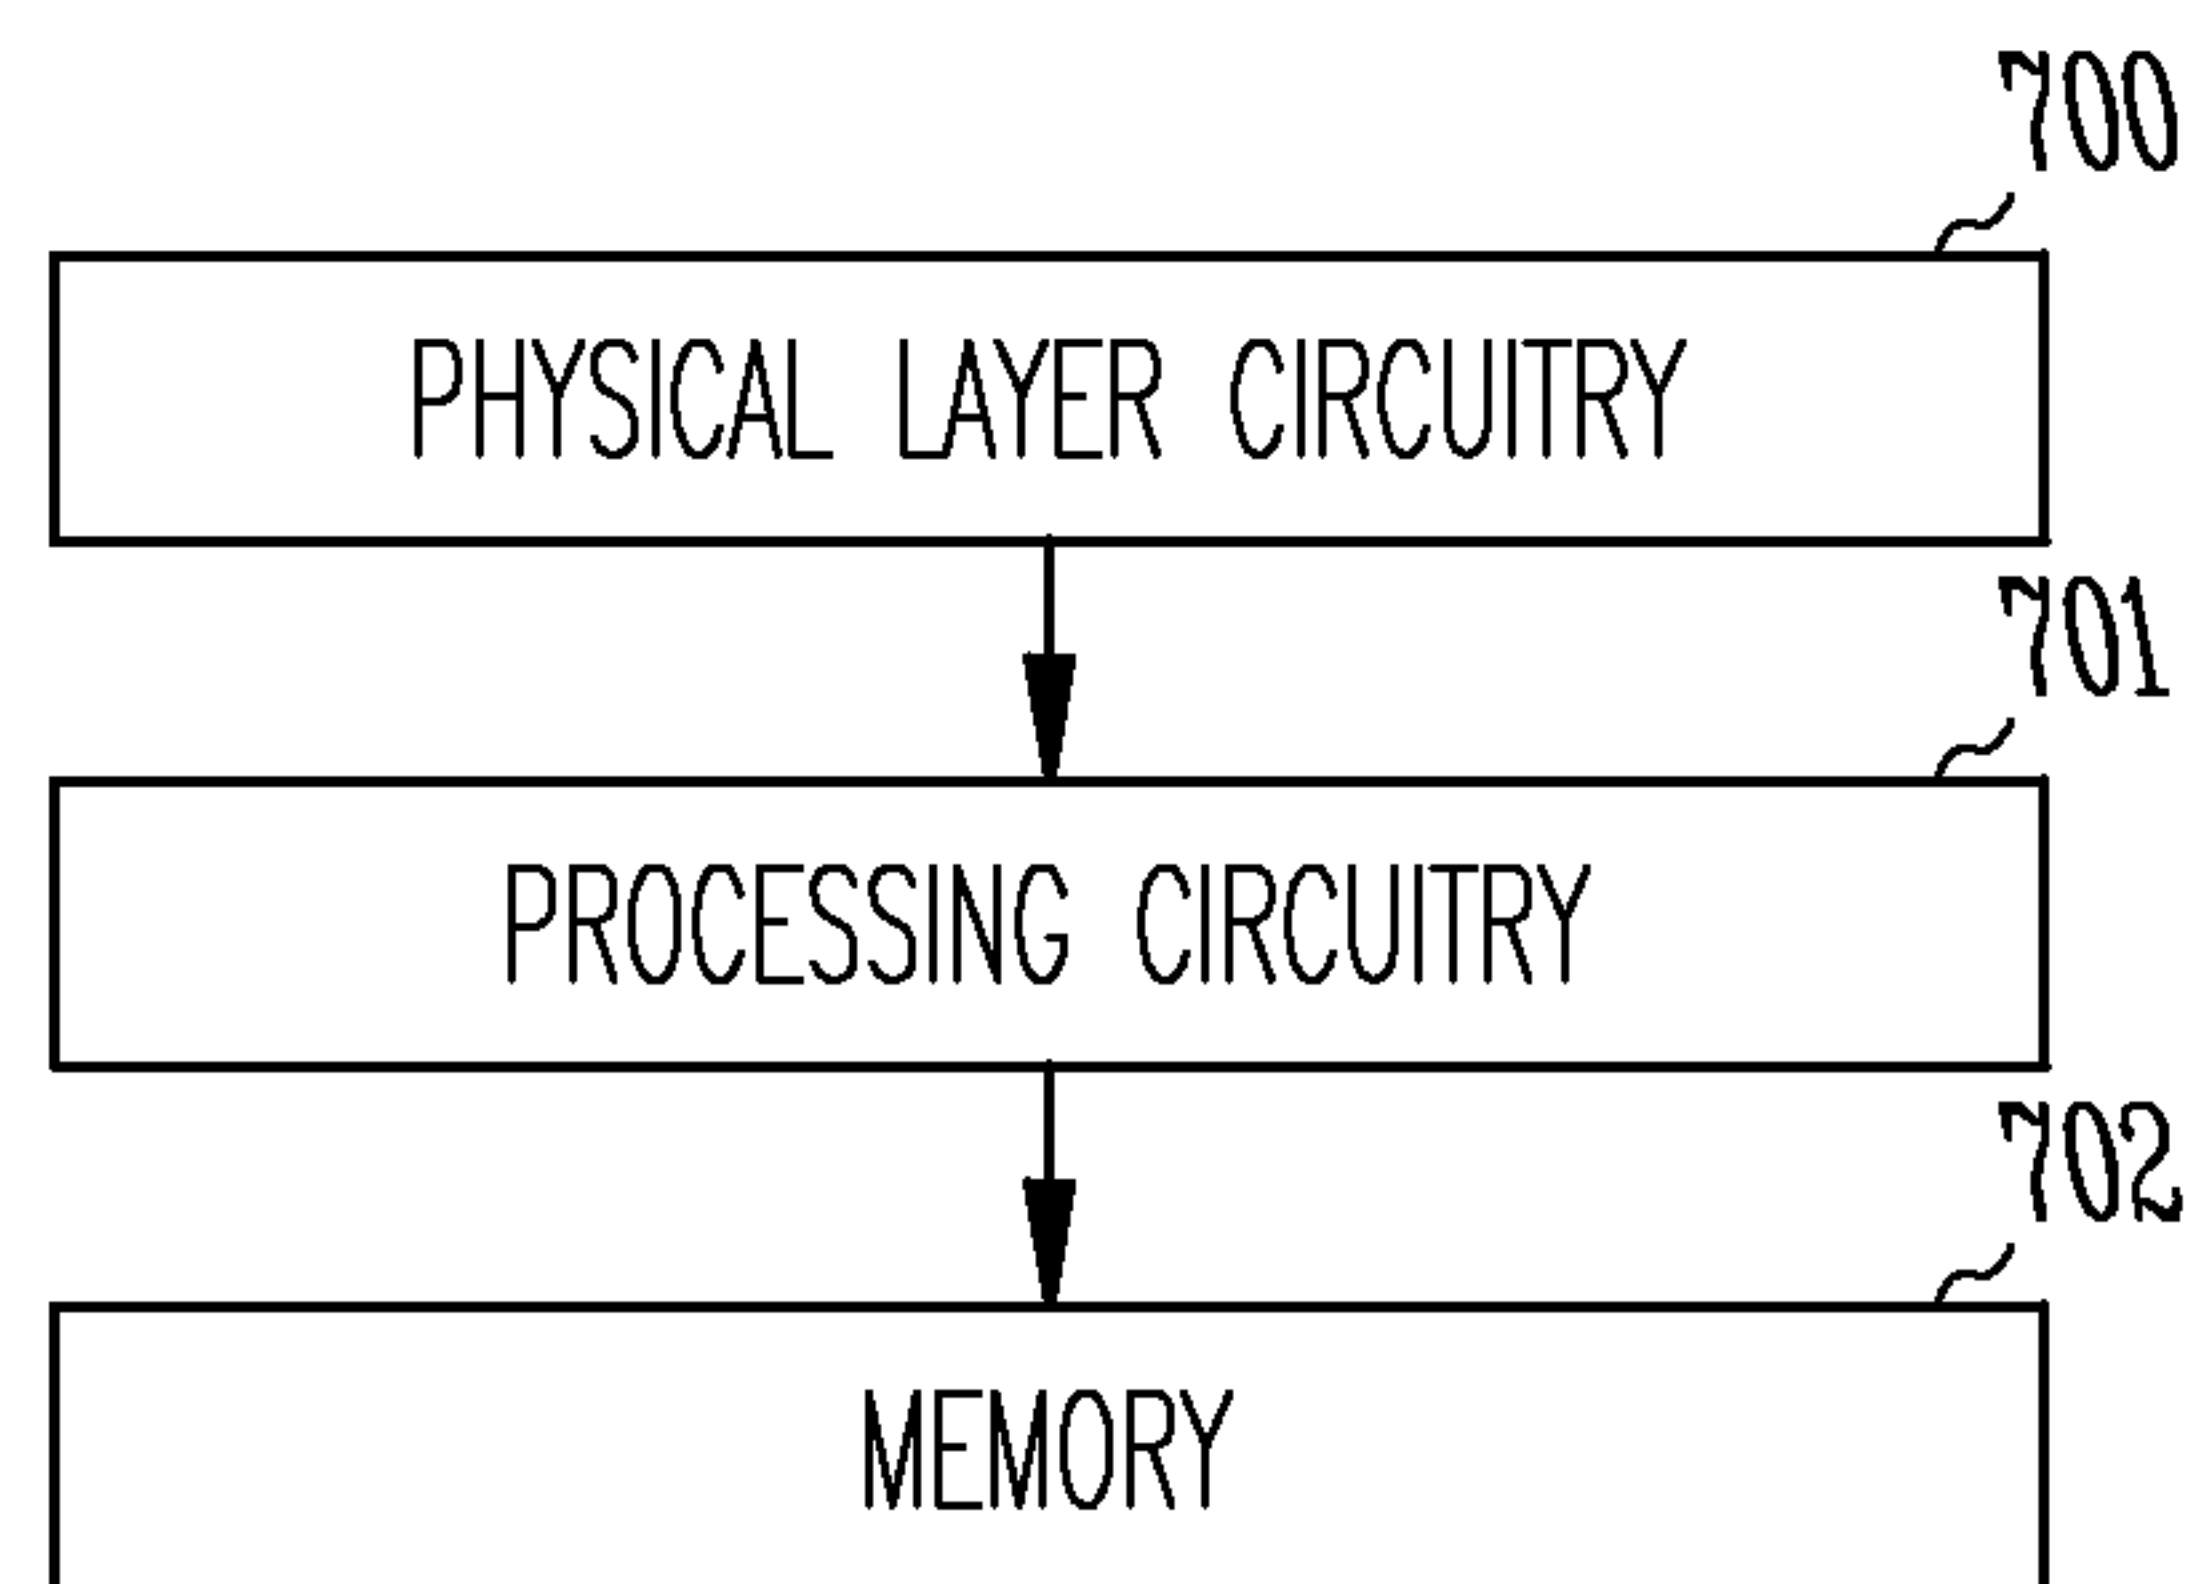 700
PHYSICAL LAYER CIRCUITRY
701
PROCESSING CIRCUITRY
702
MEMORY